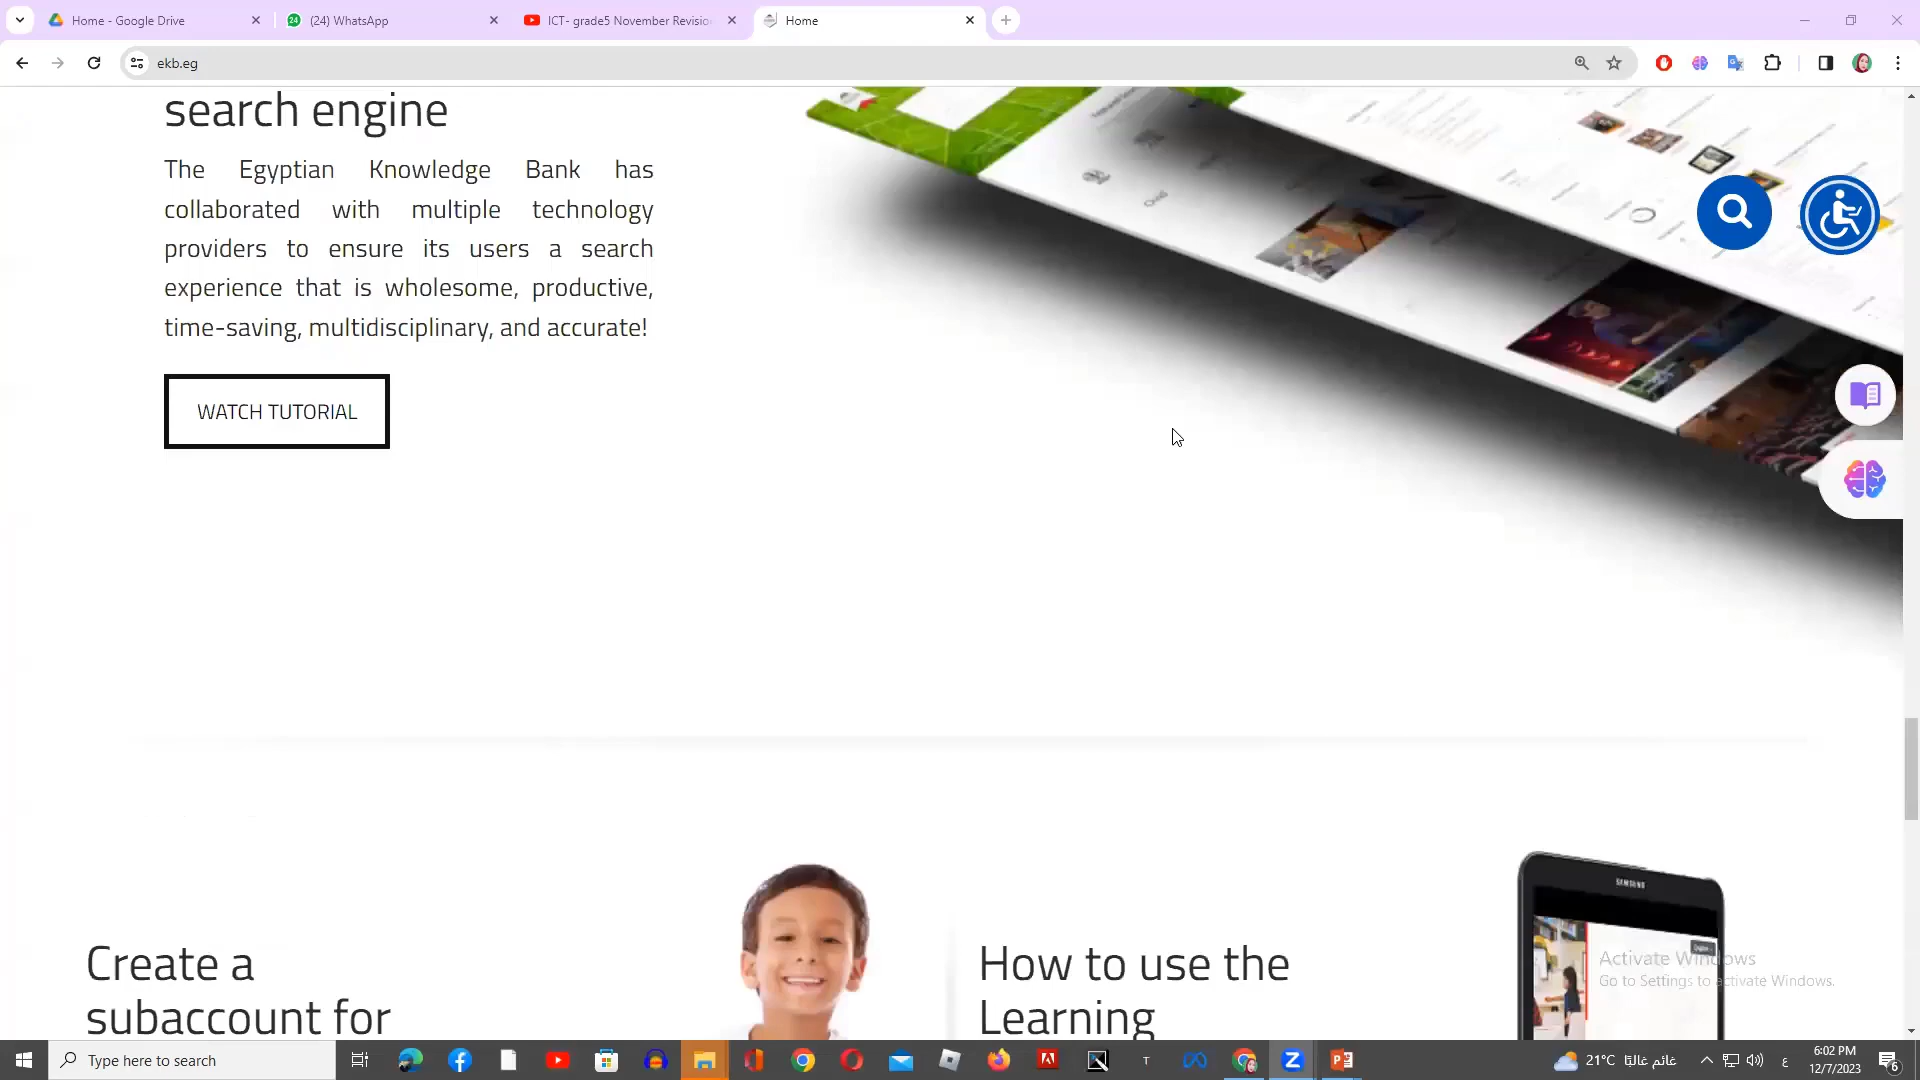 Home - Google Drive
(24) WhatsApp
ICT- grade5 November Revisio
Home
ekb.eg
search engine
The Egyptian Knowledge Bank has
collaborated with multiple technology
providers to ensure its users a search
experience that is wholesome, productive,
time-saving, multidisciplinary, and accurate!
WATCH TUTORIAL
Create a
subaccount for
How to use the
Learning
SAMSUNG
Activate Windows
Go to Settings to activate Windows.
Type here to search
21°C غائم غالبًا
ع
6:02 PM
12/7/2023
6